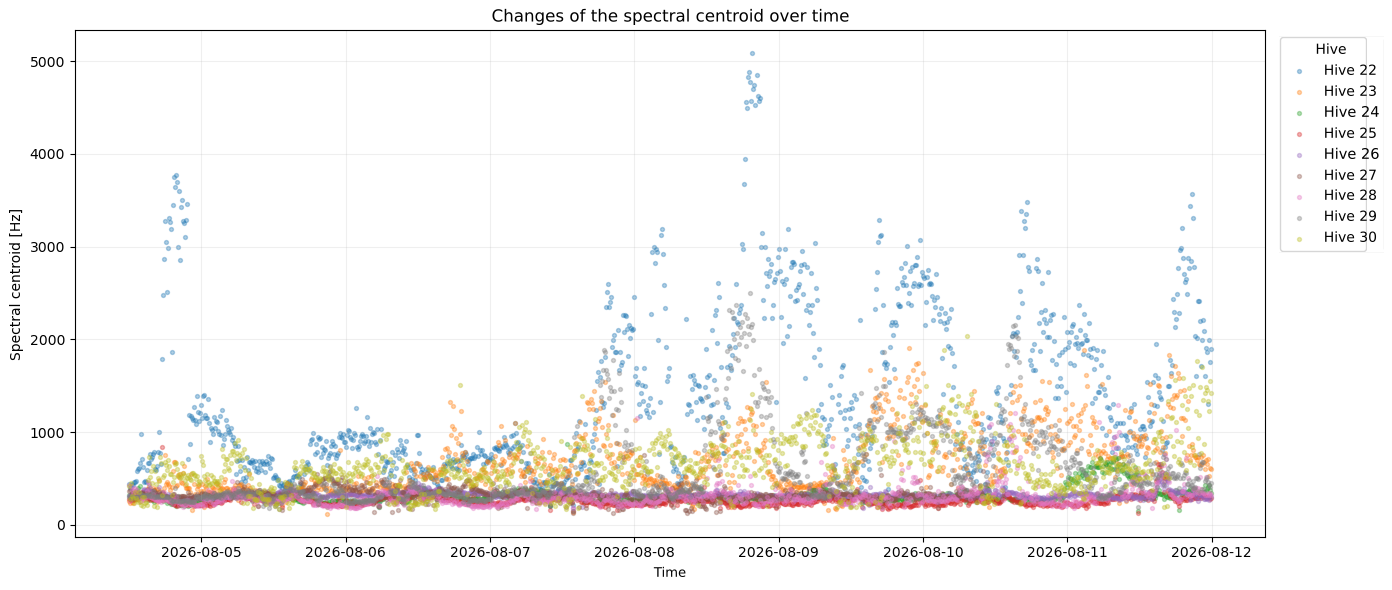 Changes of the spectral centroid over time
Spectral centroid [Hz]
5000
4000
3000
2000
1000
0
2026-08-05
2026-08-06
2026-08-07
2026-08-08
2026-08-09
2026-08-10
2026-08-11
2026-08-12
Time
Hive
Hive 22
Hive 23
Hive 24
Hive 25
Hive 26
Hive 27
Hive 28
Hive 29
Hive 30